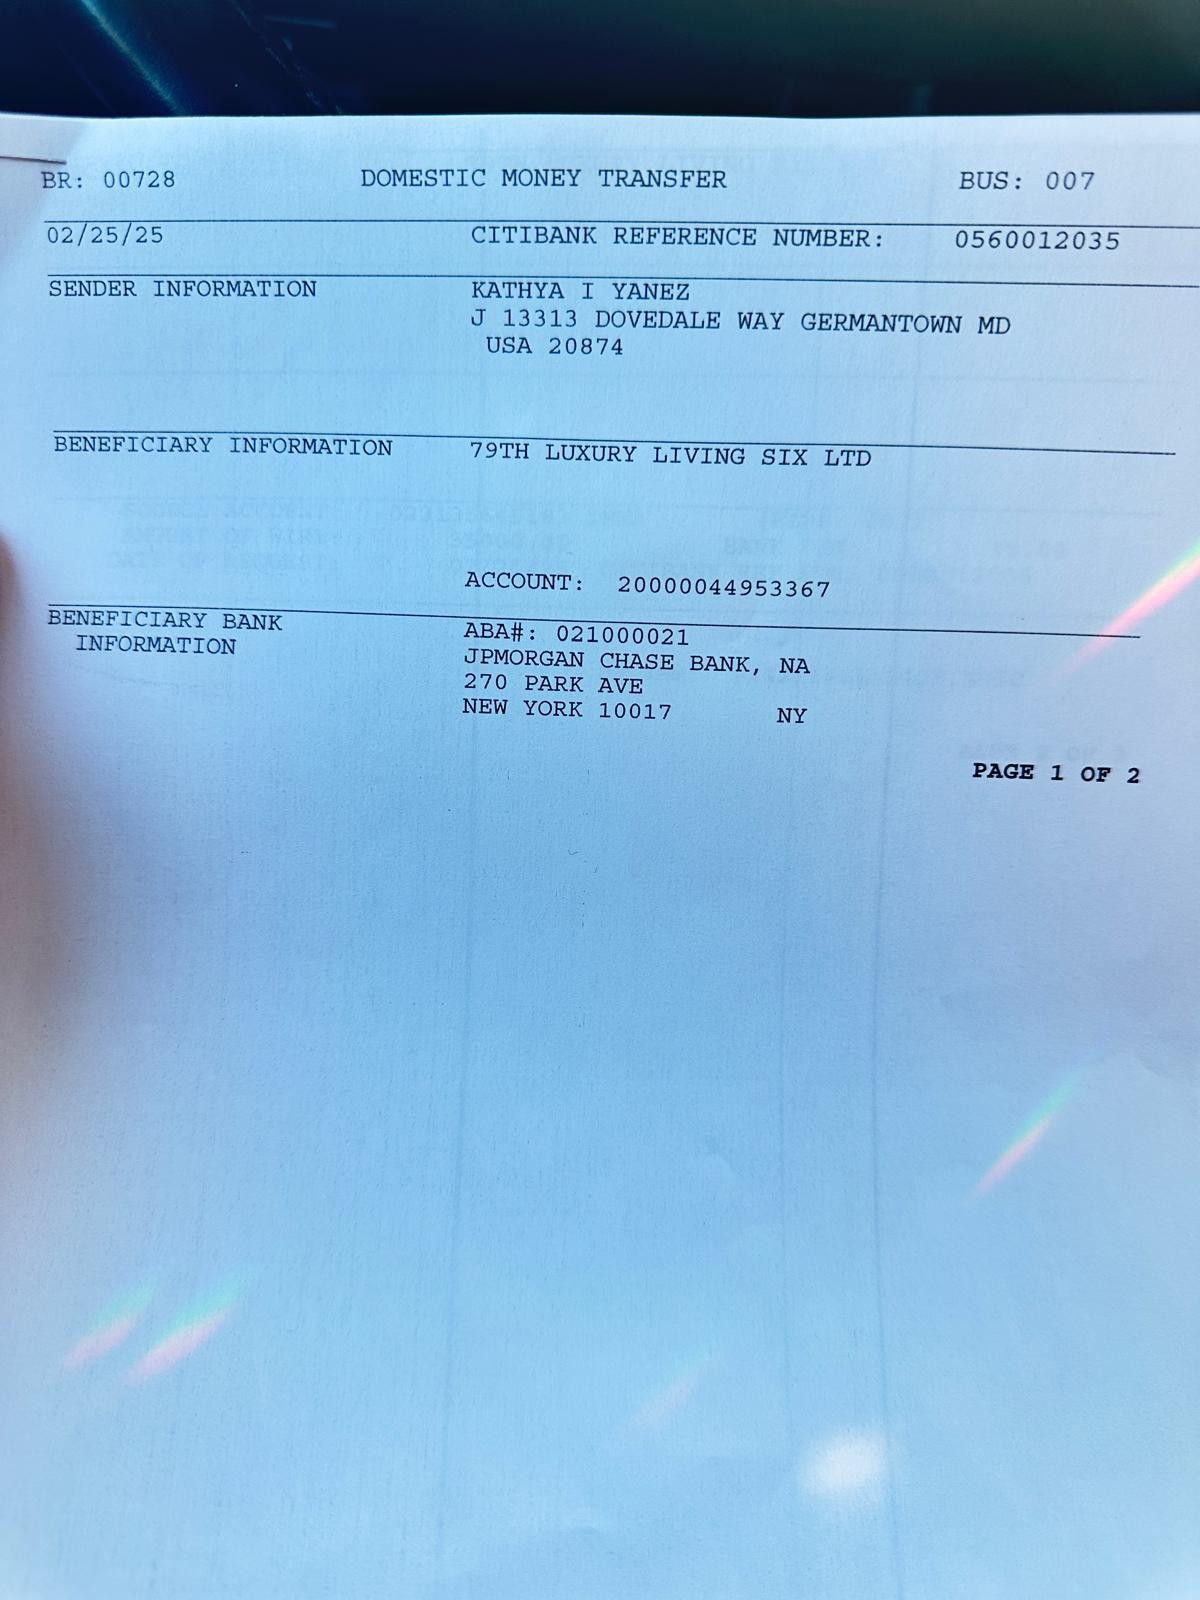 BR: 00728 DOMESTIC MONEY TRANSFER BUS: 007
02/25/25 CITIBANK REFERENCE NUMBER: 0560012035
SENDER INFORMATION KATHYA I YANEZ
J 13313 DOVEDALE WAY GERMANTOWN MD
USA 20874
BENEFICIARY INFORMATION 79TH LUXURY LIVING SIX LTD
ACCOUNT: 20000044953367
BENEFICIARY BANK ABA#: 021000021
INFORMATION JPMORGAN CHASE BANK, NA
270 PARK AVE
NEW YORK 10017 NY
PAGE 1 OF 2